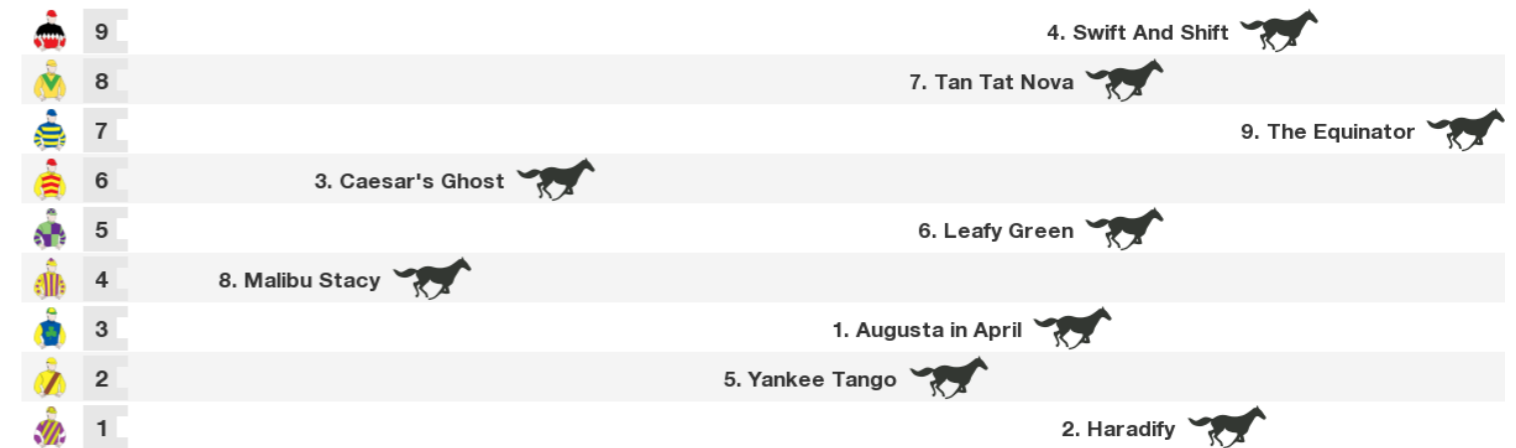 9 4. Swift And Shift
8 7. Tan Tat Nova
7 9. The Equinator
6 3. Caesar's Ghost
5 6. Leafy Green
4 8. Malibu Stacy
3 1. Augusta in April
2 5. Yankee Tango
1 2. Haradify